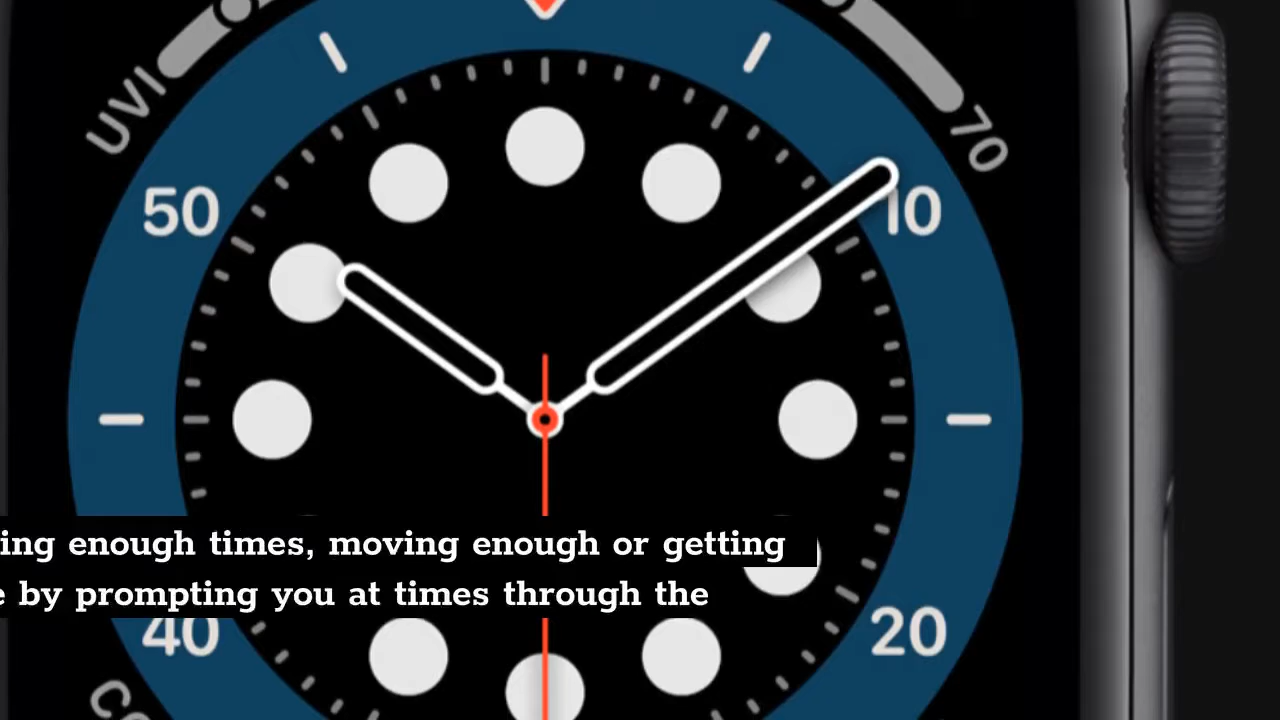 UVI
70
50
10
ing enough times, moving enough or getting
by prompting you at times through the
40
20